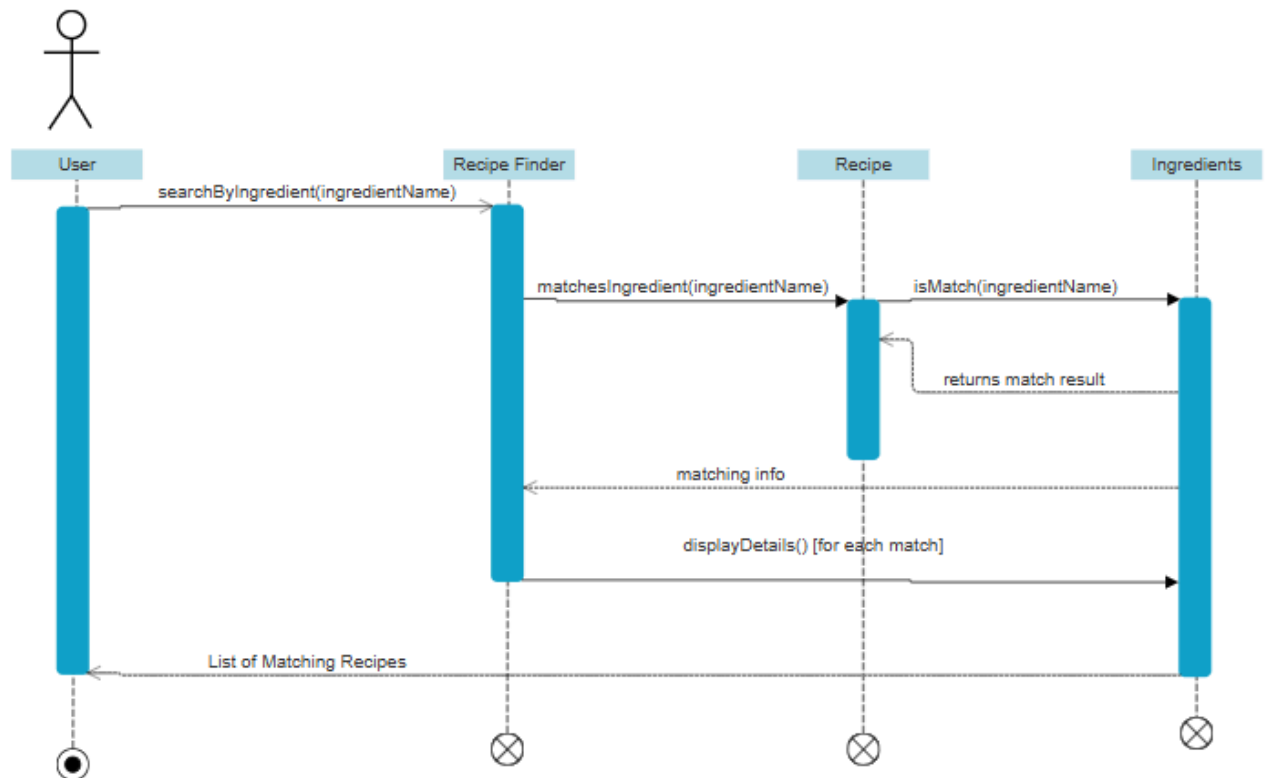 User
Recipe Finder
Recipe
Ingredients
searchByIngredient(ingredientName)
matchesIngredient(ingredientName)
isMatch(ingredientName)
returns match result
matching info
displayDetails() [for each match]
List of Matching Recipes